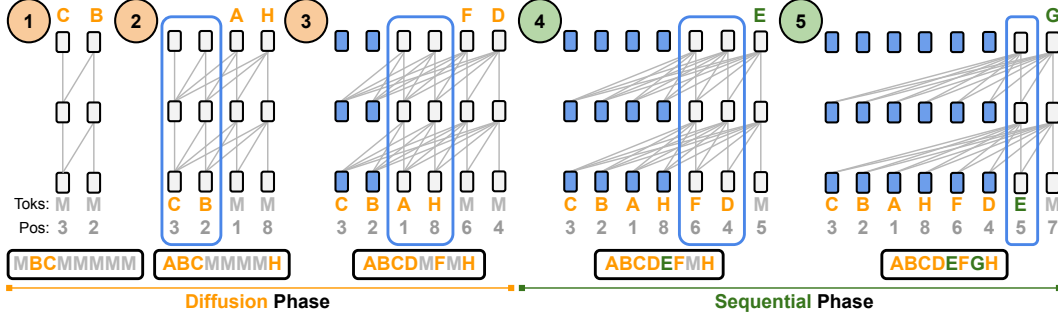 1 C B 2 A H 3 F D 4 E 5 G
Toks: M M C B M M C B A H M M C B A H F D M C B A H F D E M
Pos: 3 2 3 2 1 8 3 2 1 8 6 4 3 2 1 8 6 4 5 3 2 1 8 6 4 5 7
MBCMMMMM ABCMMMMH ABCDMFMH ABCDEFMH ABCDEFGH
Diffusion Phase Sequential Phase